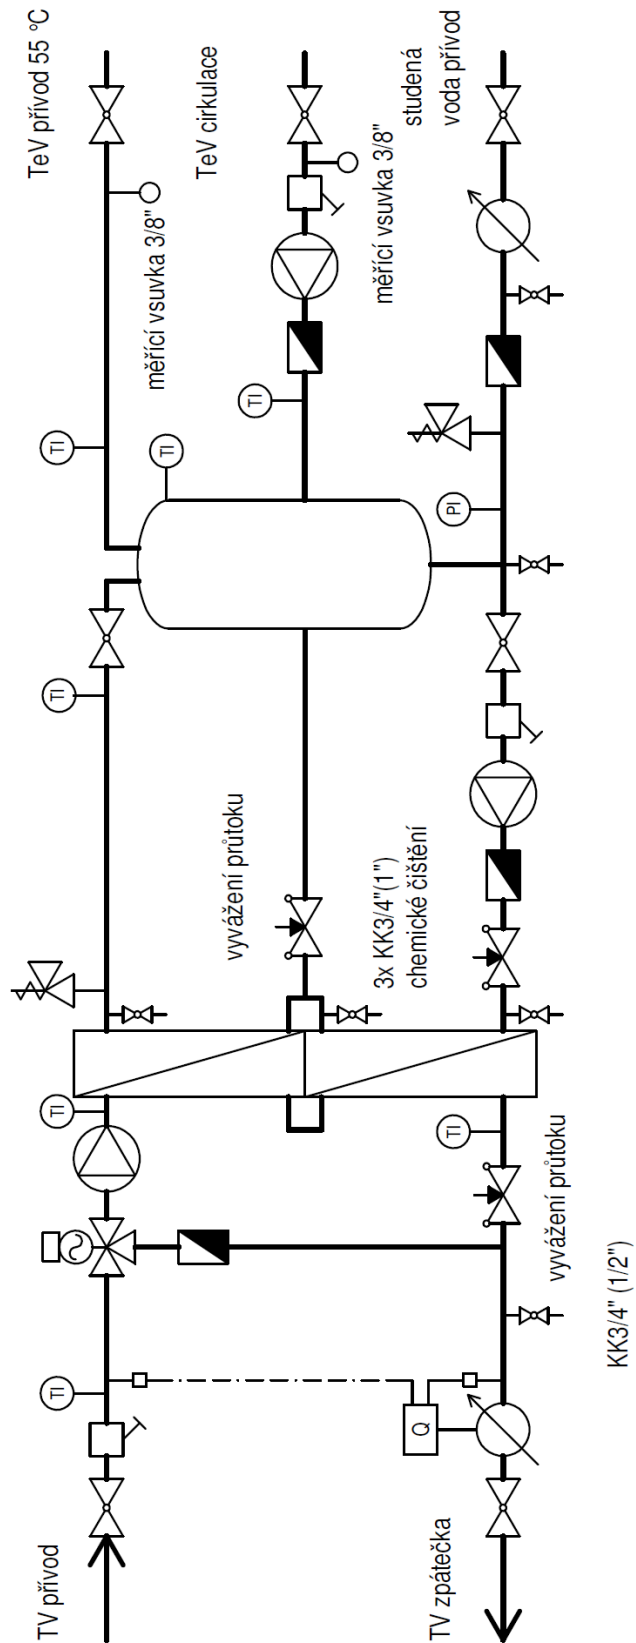 TeV přívod 55 °C
TeV cirkulace
studená
voda přívod
měřící vsuvka 3/8"
měřící vsuvka 3/8"
TI
TI
TI
PI
TI
vyvážení průtoku
3x KK3/4"(1")
chemické čištění
TI
TI
vyvážení průtoku
KK3/4" (1/2")
TI
Q
TV přívod
TV zpátečka